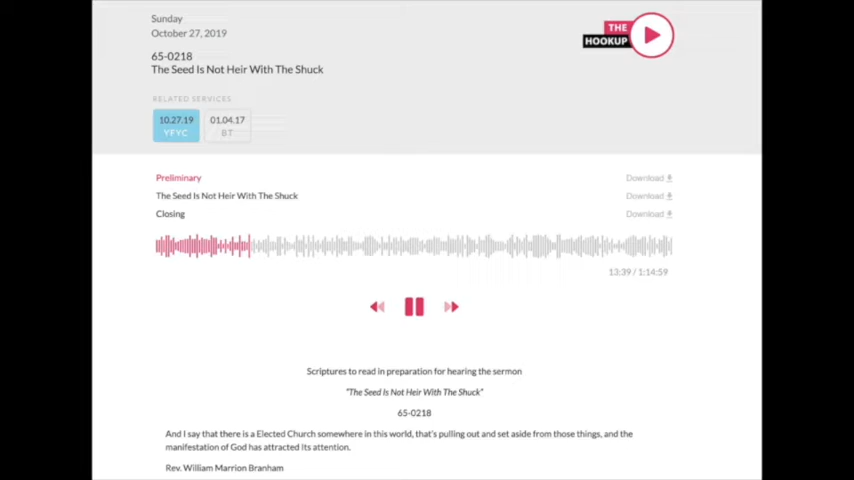 Sunday
October 27, 2019
THE
HOOKUP
65-0218
The Seed Is Not Heir With The Shuck
RELATED SERVICES
10.27.19
YFYC
01.04.17
BT
Preliminary
Download
The Seed Is Not Heir With The Shuck
Download
Closing
Download
13:39 / 1:14:59
Scriptures to read in preparation for hearing the sermon
“The Seed Is Not Heir With The Shuck”
65-0218
And I say that there is a Elected Church somewhere in this world, that's pulling out and set aside from those things, and the
manifestation of God has attracted its attention.
Rev. William Marrion Branham